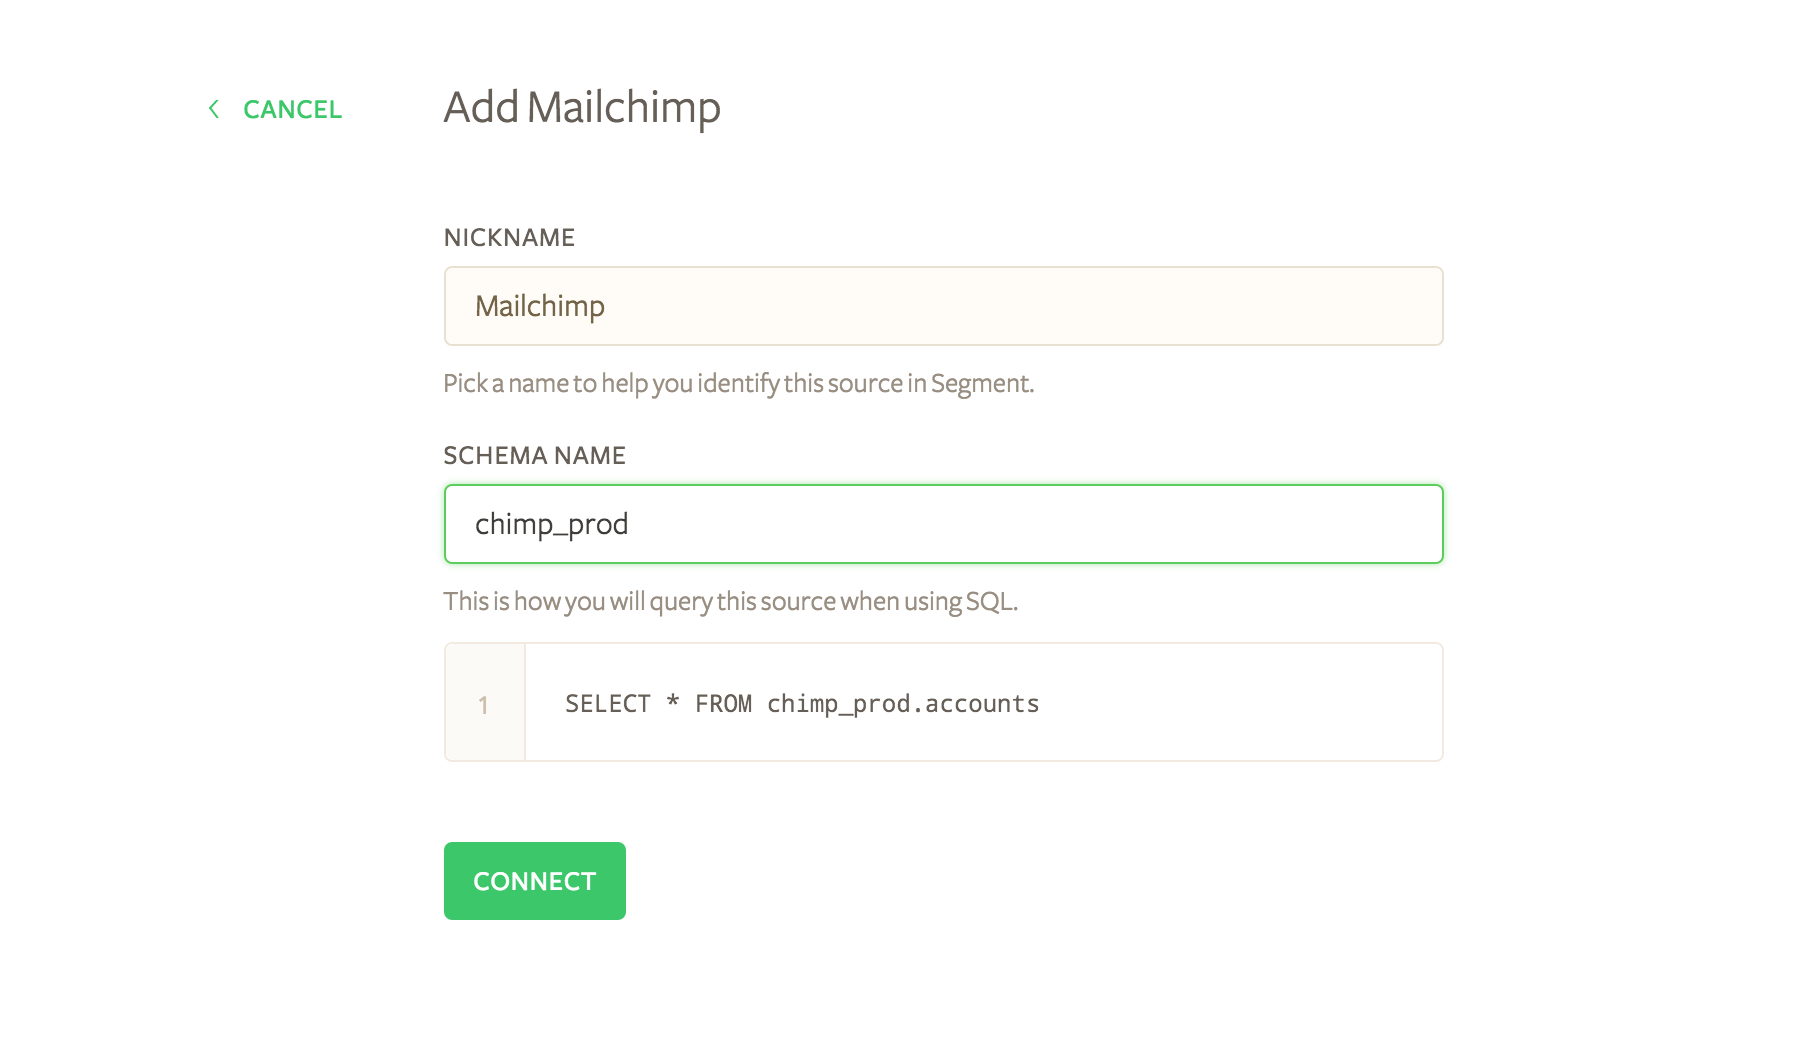 CANCEL
Add Mailchimp
NICKNAME
Mailchimp
Pick a name to help you identify this source in Segment.
SCHEMA NAME
chimp_prod
This is how you will query this source when using SQL.
1 SELECT * FROM chimp_prod.accounts
CONNECT